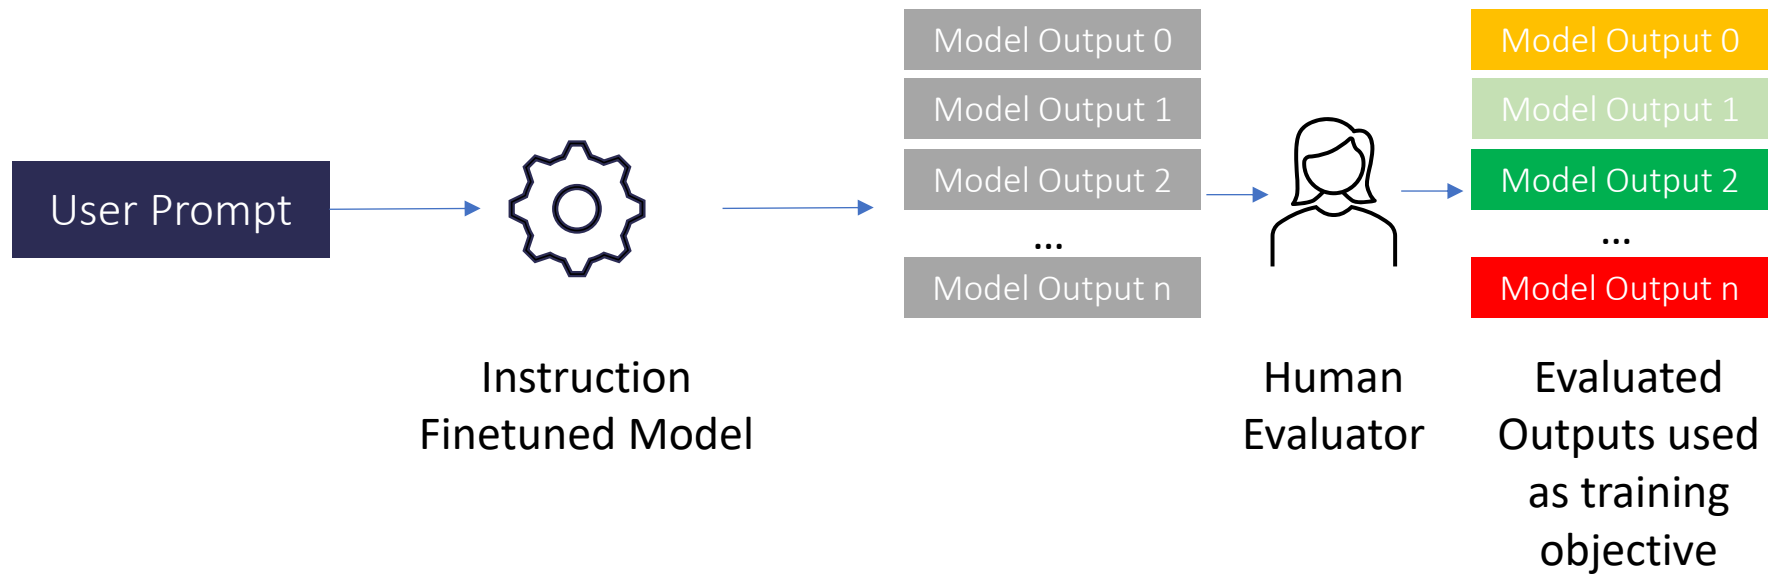 User Prompt
Instruction
Finetuned Model
Model Output 0
Model Output 1
Model Output 2
...
Model Output n
Human
Evaluator
Model Output 0
Model Output 1
Model Output 2
...
Model Output n
Evaluated
Outputs used
as training
objective